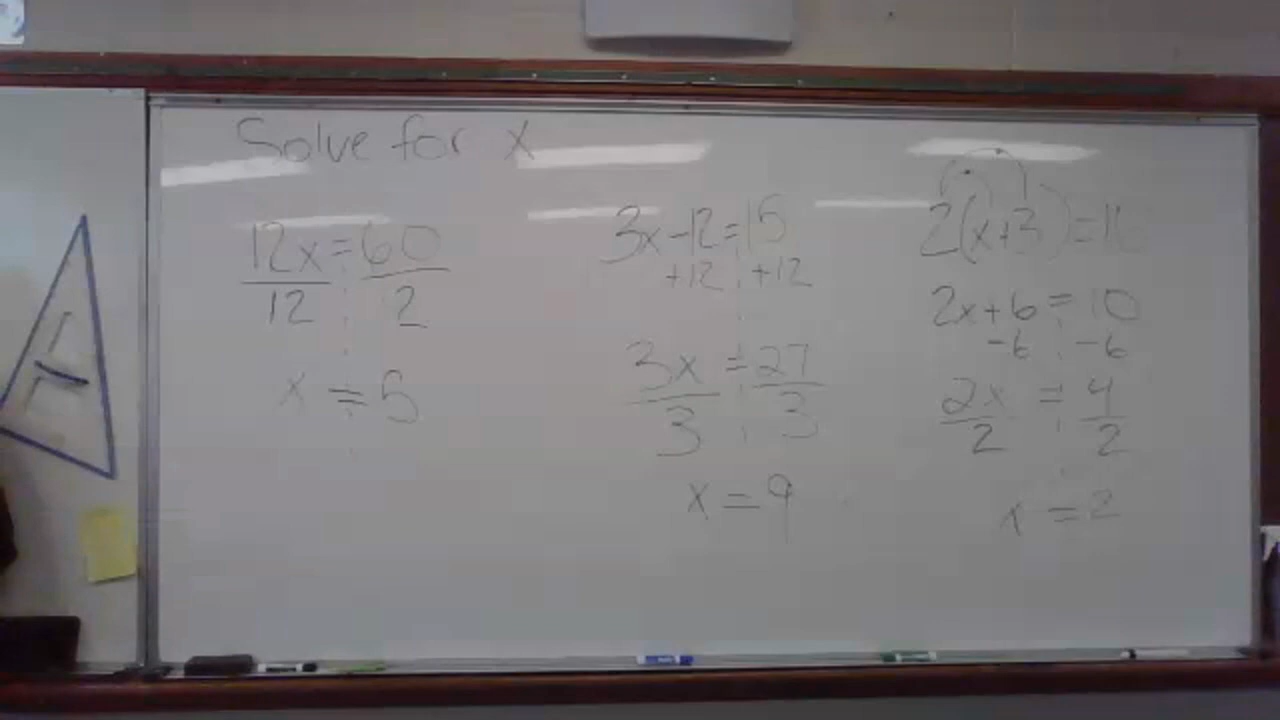 Solve for x
12x = 60
12 2
x = 5
3x - 12 = 15
+12 +12
3x = 27
3 3
x = 9
2(x+3) = 10
2x + 6 = 10
-6 -6
2x = 4
2 2
x = 2